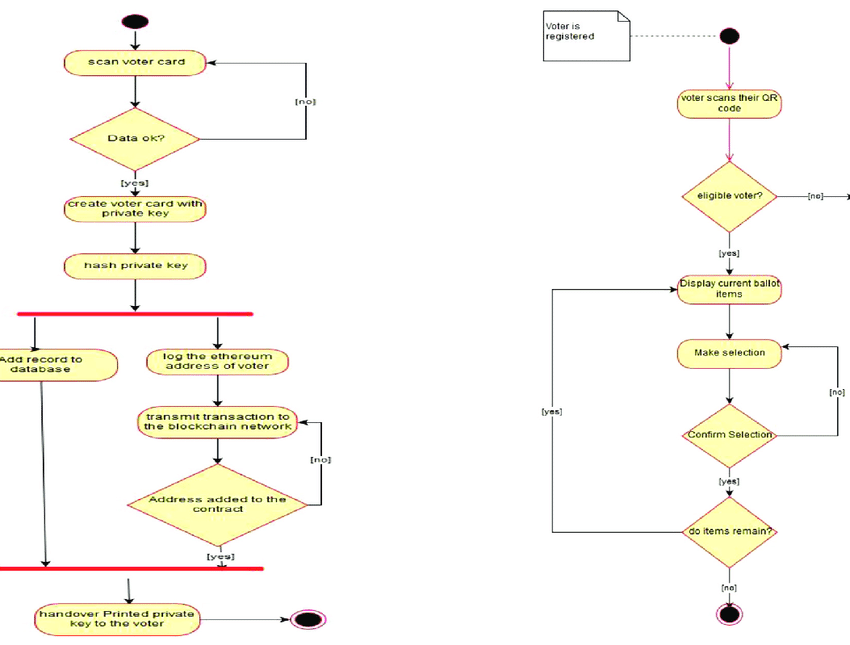 scan voter card
[no]
Data ok?
[yes]
create voter card with
private key
hash private key
Add record to
database
log the ethereum
address of voter
transmit transaction to
the blockchain network
[no]
Address added to the
contract
[yes]
handover Printed private
key to the voter
Voter is
registered
voter scans their QR
code
eligible voter?
[no]
[yes]
Display current ballot
items
Make selection
[no]
[yes]
Confirm Selection
[yes]
do items remain?
[no]